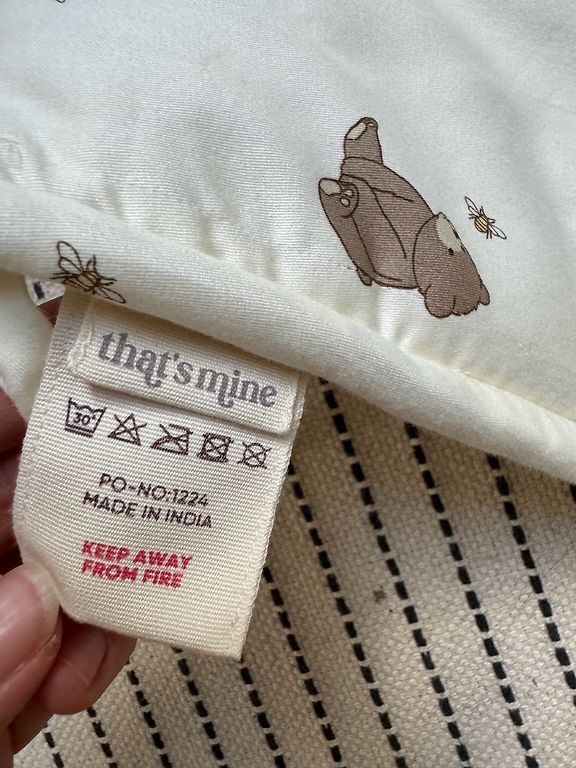 that's mine
30°
PO-NO:1224
MADE IN INDIA
KEEP AWAY
FROM FIRE